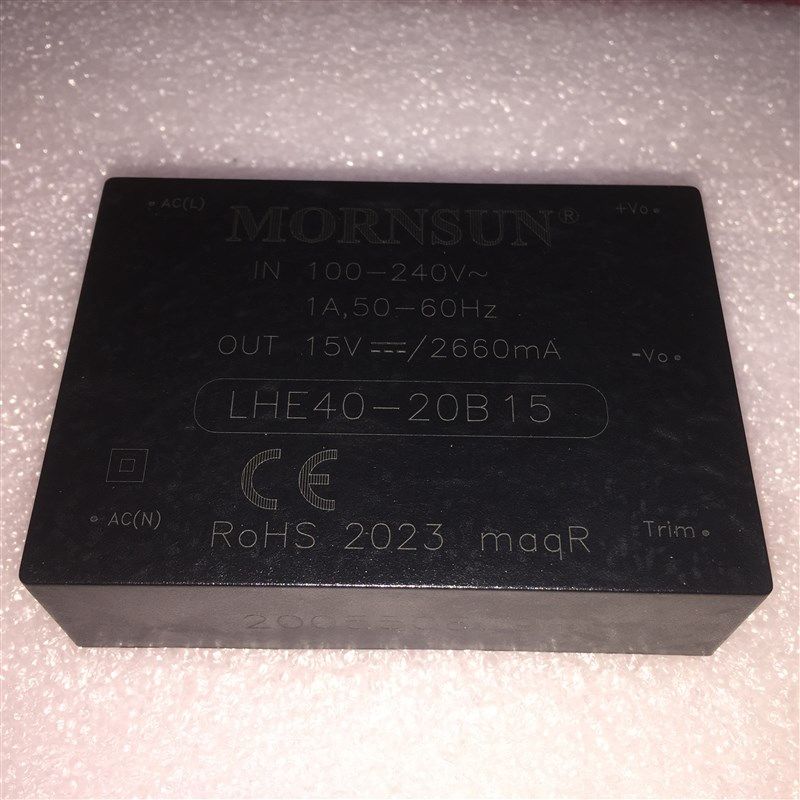 AC(L)
MORNSUN®
+Vo
IN 100-240V~
1A,50-60Hz
OUT 15V⎓/2660mA
-Vo
LHE40-20B15
CE
AC(N)
RoHS 2023 maqR
Trim